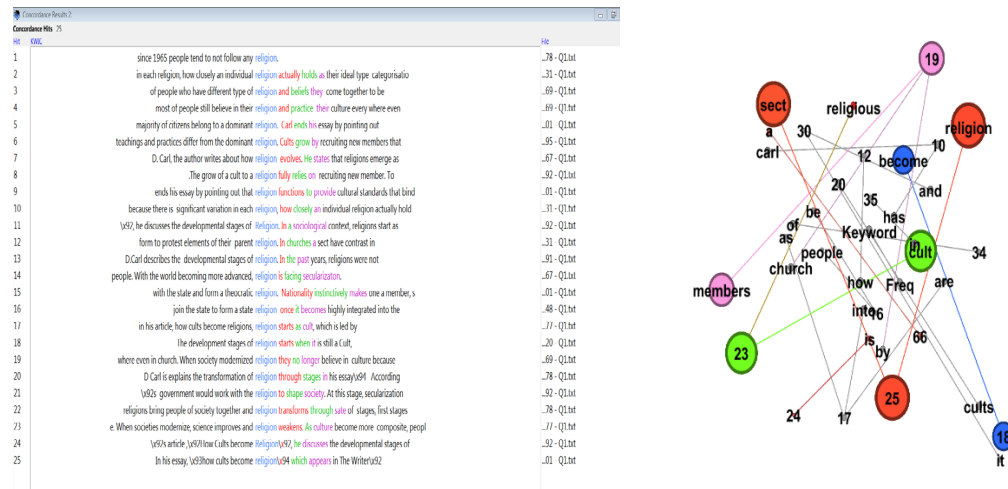 Concordance Results 2:
Concordance Hits 25
Hit KWIC File
1 since 1965 people tend to not follow any religion. ...78 - Q1.txt
2 in each religion, how closely an individual religion actually holds as their ideal type categorisatio ...31 - Q1.txt
3 of people who have different type of religion and beliefs they come together to be ...69 - Q1.txt
4 most of people still believe in their religion and practice their culture every where even ...69 - Q1.txt
5 majority of citizens belong to a dominant religion. Carl ends his essay by pointing out ...01 - Q1.txt
6 teachings and practices differ from the dominant religion. Cults grow by recruiting new members that ...95 - Q1.txt
7 D. Carl, the author writes about how religion evolves. He states that religions emerge as ...67 - Q1.txt
8 .The grow of a cult to a religion fully relies on recruiting new member. To ...92 - Q1.txt
9 ends his essay by pointing out that religion functions to provide cultural standards that bind ...01 - Q1.txt
10 because there is significant variation in each religion, how closely an individual religion actually hold ...31 - Q1.txt
11 \x92, he discusses the developmental stages of Religion. In a sociological context, religions start as ...92 - Q1.txt
12 form to protest elements of their parent religion. In churches a sect have contrast in ...31 - Q1.txt
13 D.Carl describes the developmental stages of religion. In the past years, religions were not ...91 - Q1.txt
14 people. With the world becoming more advanced, religion is facing secularizaton. ...67 - Q1.txt
15 with the state and form a theocratic religion. Nationality instinctively makes one a member, s ...01 - Q1.txt
16 join the state to form a state religion once it becomes highly integrated into the ...48 - Q1.txt
17 in his article, how cults become religions, religion starts as cult, which is led by ...77 - Q1.txt
18 The development stages of religion starts when it is still a Cult, ...20 - Q1.txt
19 where even in church. When society modernized religion they no longer believe in culture because ...69 - Q1.txt
20 D Carl is explains the transformation of religion through stages in his essay\x94 According ...78 - Q1.txt
21 \x92s government would work with the religion to shape society. At this stage, secularization ...92 - Q1.txt
22 religions bring people of society together and religion transforms through sate of stages, first stages ...78 - Q1.txt
23 e. When societies modernize, science improves and religion weakens. As culture become more composite, peopl ...77 - Q1.txt
24 \x92s article ,\x92How Cults become Religion\x92, he discusses the developmental stages of ...92 - Q1.txt
25 In his essay, \x93how cults become religion\x94 which appears in The Writer\x92 ...01 - Q1.txt
19
sect
religious
a
30
religion
carl
10
12
become
20
and
35
be
has
of
Keyword
as
in
cult
people
34
church
how
Freq
are
members
into
16
is
66
by
23
25
24
17
cults
18
it